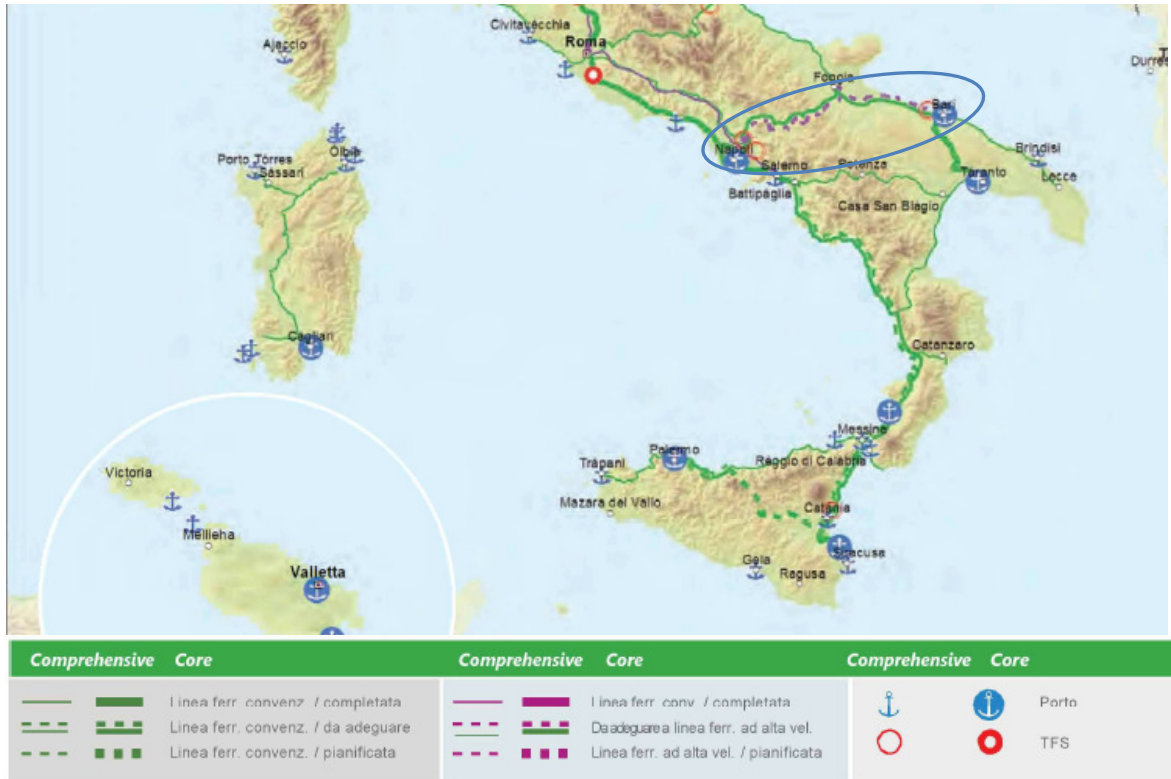 Civitavecchia
Ajaccio
Roma
Durres
Foggia
Bari
Olbia
Porto Torres
Sassari
Napoli
Salerno
Potenza
Brindisi
Battipaglia
Taranto
Lecce
Casa San Biagio
Cagliari
Catanzaro
Messina
Palermo
Reggio di Calabria
Trapani
Victoria
Mazara del Vallo
Catania
Mellieha
Siracusa
Gela
Ragusa
Valletta
Comprehensive Core Comprehensive Core Comprehensive Core
Linea ferr. convenz. / completata Linea ferr. conv. / completata Porto
Linea ferr. convenz. / da adeguare Da adeguare a linea ferr. ad alta vel. TFS
Linea ferr. convenz. / pianificata Linea ferr. ad alta vel. / pianificata